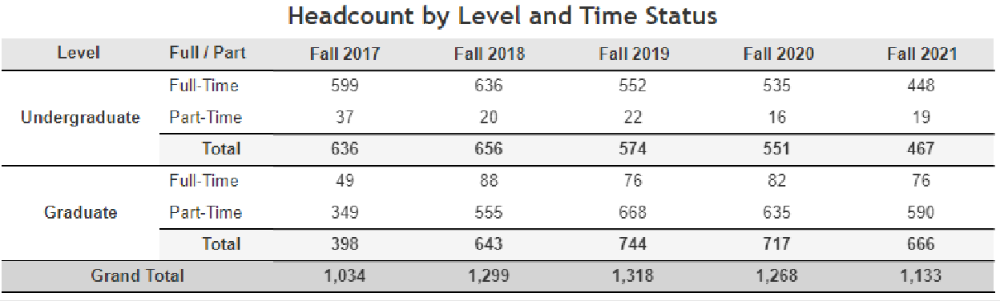 Headcount by Level and Time Status
Level Full / Part Fall 2017 Fall 2018 Fall 2019 Fall 2020 Fall 2021
Full-Time 599 636 552 535 448
Undergraduate Part-Time 37 20 22 16 19
Total 636 656 574 551 467
Full-Time 49 88 76 82 76
Graduate Part-Time 349 555 668 635 590
Total 398 643 744 717 666
Grand Total 1,034 1,299 1,318 1,268 1,133